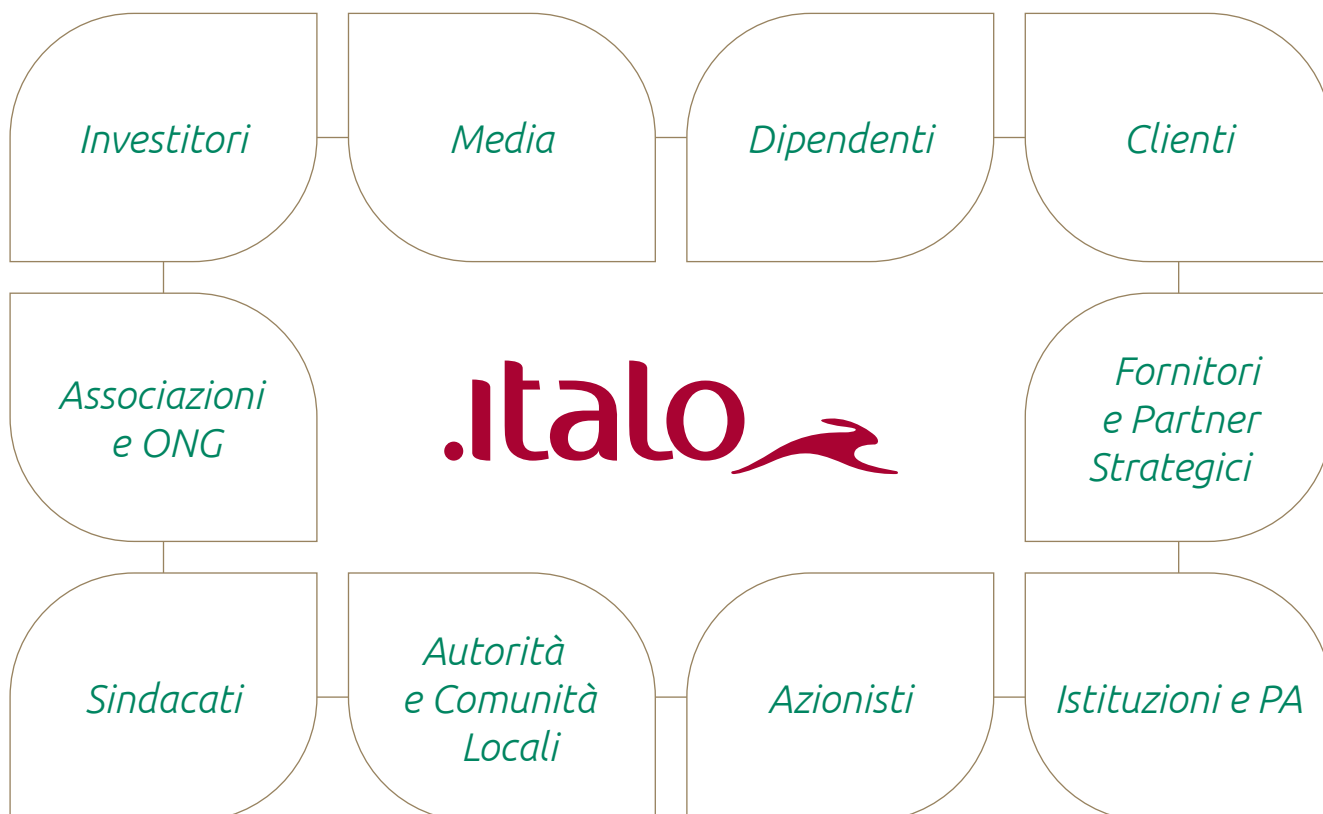 Investitori
Media
Dipendenti
Clienti
Associazioni
e ONG
.italo
Fornitori
e Partner
Strategici
Sindacati
Autorità
e Comunità
Locali
Azionisti
Istituzioni e PA